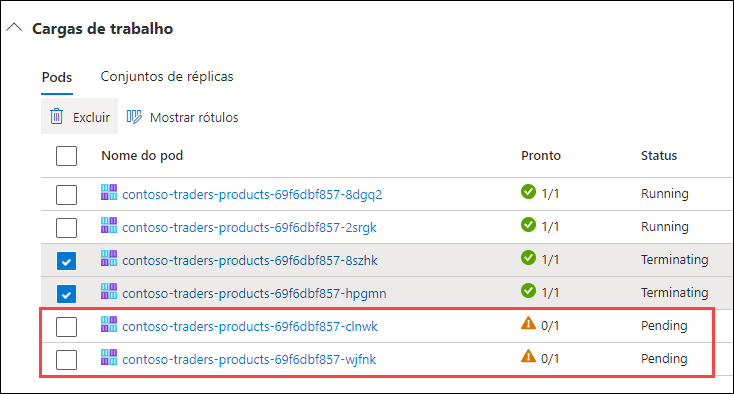 Cargas de trabalho
Pods Conjuntos de réplicas
Excluir Mostrar rótulos
Nome do pod Pronto Status
contoso-traders-products-69f6dbf857-8dgq2 1/1 Running
contoso-traders-products-69f6dbf857-2srgk 1/1 Running
contoso-traders-products-69f6dbf857-8szhk 1/1 Terminating
contoso-traders-products-69f6dbf857-hpgmn 1/1 Terminating
contoso-traders-products-69f6dbf857-clnwk 0/1 Pending
contoso-traders-products-69f6dbf857-wjfnk 0/1 Pending